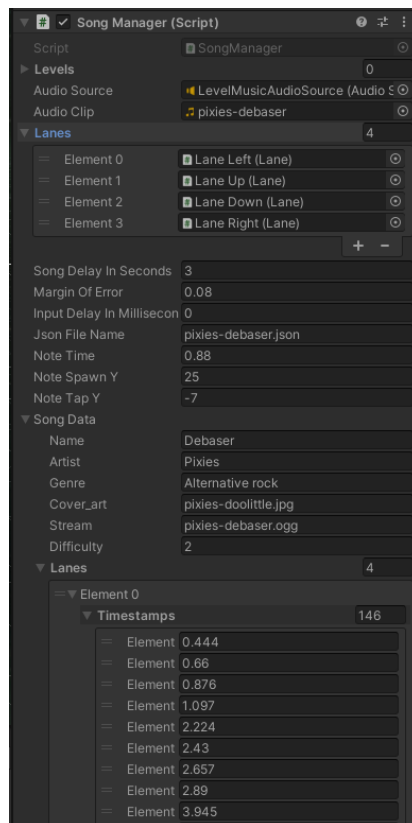 # Song Manager (Script)
Script # SongManager
Levels 0
Audio Source LevelMusicAudioSource (Audio S
Audio Clip pixies-debaser
Lanes 4
Element 0 # Lane Left (Lane)
Element 1 # Lane Up (Lane)
Element 2 # Lane Down (Lane)
Element 3 # Lane Right (Lane)
+ -
Song Delay In Seconds 3
Margin Of Error 0.08
Input Delay In Millisecon 0
Json File Name pixies-debaser.json
Note Time 0.88
Note Spawn Y 25
Note Tap Y -7
Song Data
Name Debaser
Artist Pixies
Genre Alternative rock
Cover_art pixies-doolittle.jpg
Stream pixies-debaser.ogg
Difficulty 2
Lanes 4
Element 0
Timestamps 146
Element 0.444
Element 0.66
Element 0.876
Element 1.097
Element 2.224
Element 2.43
Element 2.657
Element 2.89
Element 3.945